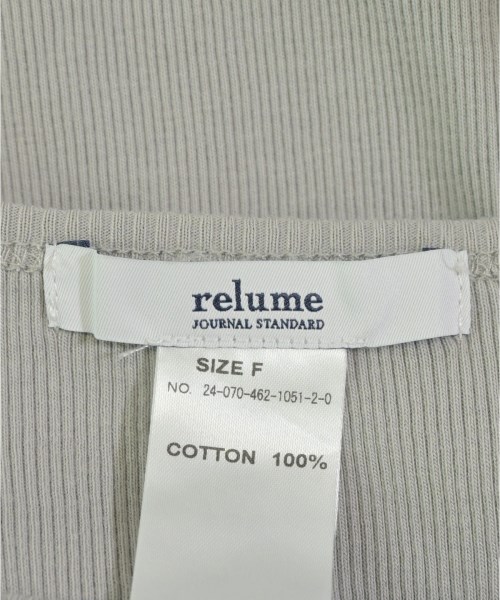 relume
JOURNAL STANDARD
SIZE F
NO. 24-070-462-1051-2-0
COTTON 100%